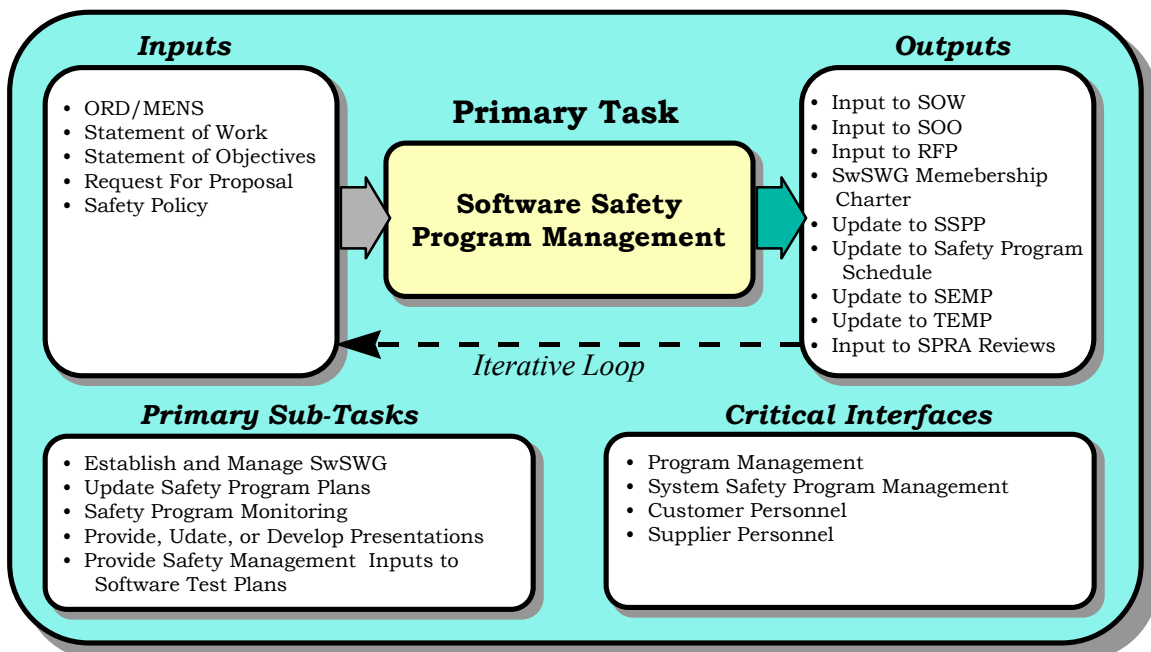 Inputs
• ORD/MENS
• Statement of Work
• Statement of Objectives
• Request For Proposal
• Safety Policy
Primary Task
Software Safety
Program Management
Outputs
• Input to SOW
• Input to SOO
• Input to RFP
• SwSWG Memebership
Charter
• Update to SSPP
• Update to Safety Program
Schedule
• Update to SEMP
• Update to TEMP
• Input to SPRA Reviews
Iterative Loop
Primary Sub-Tasks
• Establish and Manage SwSWG
• Update Safety Program Plans
• Safety Program Monitoring
• Provide, Udate, or Develop Presentations
• Provide Safety Management  Inputs to
Software Test Plans
Critical Interfaces
• Program Management
• System Safety Program Management
• Customer Personnel
• Supplier Personnel